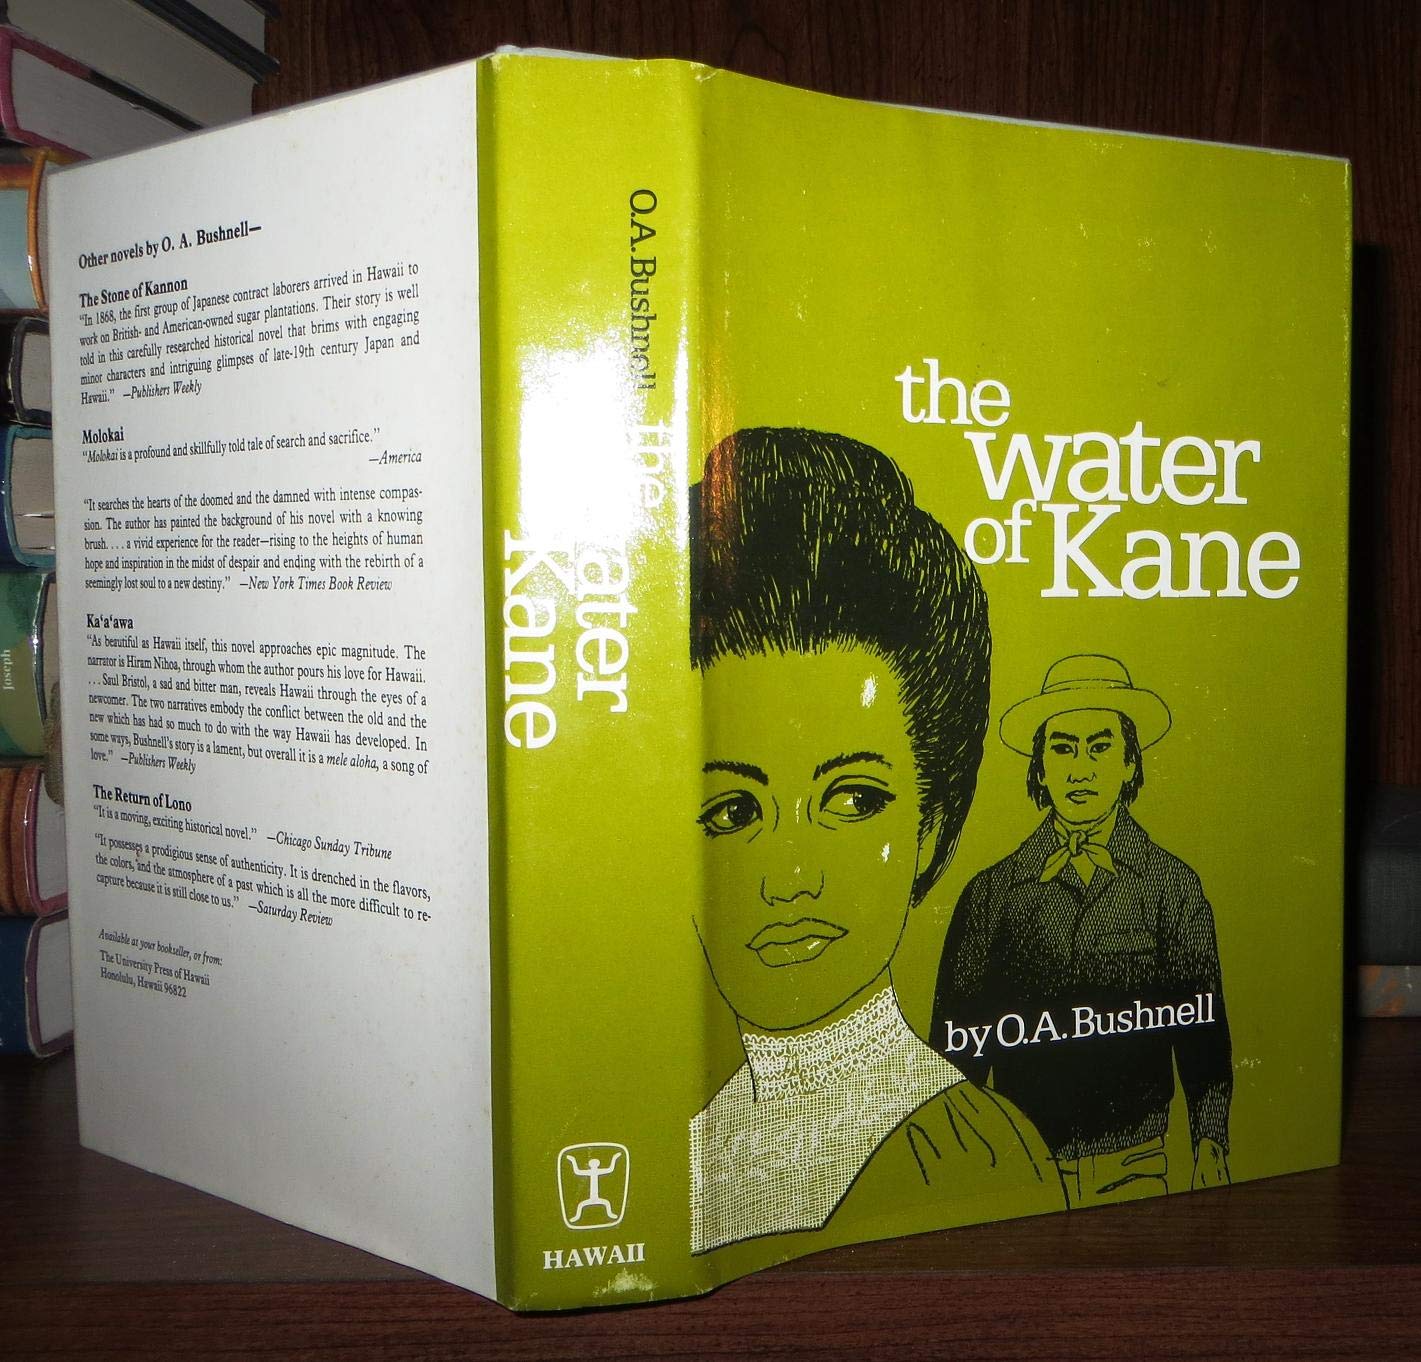 Other novels by O. A. Bushnell—
The Stone of Kannon
“In 1868, the first group of Japanese contract laborers arrived in Hawaii to
work on British- and American-owned sugar plantations. Their story is well
told in this carefully researched historical novel that brims with engaging
minor characters and intriguing glimpses of late-19th century Japan and
Hawaii.” —Publishers Weekly
Molokai
“Molokai is a profound and skillfully told tale of search and sacrifice.”
—America
“It searches the hearts of the doomed and the damned with intense compas-
sion. The author has painted the background of his novel with a knowing
brush. . . . a vivid experience for the reader—rising to the heights of human
hope and inspiration in the midst of despair and ending with the rebirth of a
seemingly lost soul to a new destiny.” —New York Times Book Review
Ka‘a‘awa
“As beautiful as Hawaii itself, this novel approaches epic magnitude. The
narrator is Hiram Nihoa, through whom the author pours his love for Hawaii.
. . . Saul Bristol, a sad and bitter man, reveals Hawaii through the eyes of a
newcomer. The two narratives embody the conflict between the old and the
new which has had so much to do with the way Hawaii has developed. In
some ways, Bushnell’s story is a lament, but overall it is a mele aloha, a song of
love.” —Publishers Weekly
The Return of Lono
“It is a moving, exciting historical novel.” —Chicago Sunday Tribune
“It possesses a prodigious sense of authenticity. It is drenched in the flavors,
the colors, and the atmosphere of a past which is all the more difficult to re-
capture because it is still close to us.” —Saturday Review
Available at your bookseller, or from:
The University Press of Hawaii
Honolulu, Hawaii 96822
O.A. Bushnell
the
ater
Kane
HAWAII
the
water
of Kane
by O.A. Bushnell
Joseph